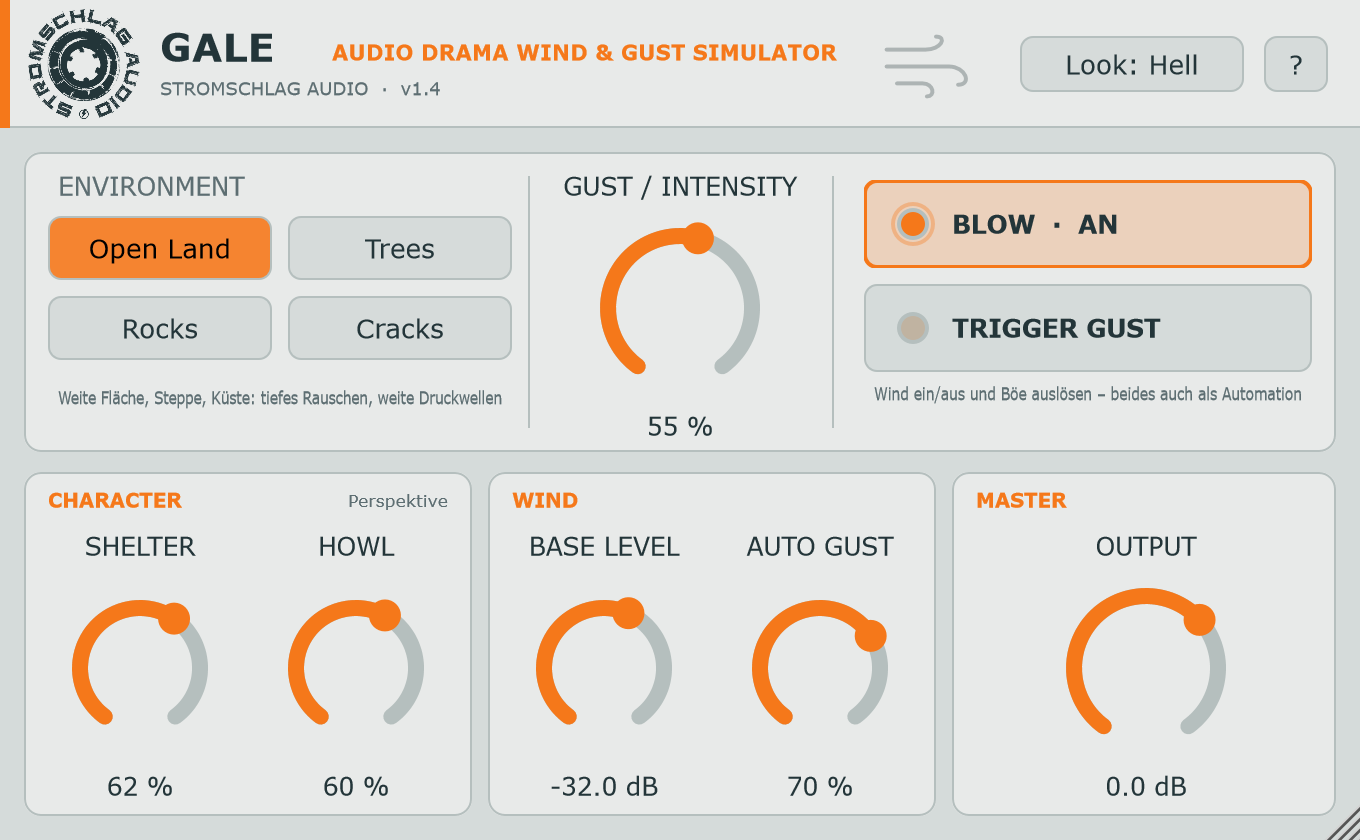 STROMSCHLAG AUDIO
GALE
AUDIO DRAMA WIND & GUST SIMULATOR
STROMSCHLAG AUDIO · v1.4
Look: Hell
?
ENVIRONMENT
Open Land
Trees
Rocks
Cracks
Weite Fläche, Steppe, Küste: tiefes Rauschen, weite Druckwellen
GUST / INTENSITY
55 %
BLOW · AN
TRIGGER GUST
Wind ein/aus und Böe auslösen – beides auch als Automation
CHARACTER
Perspektive
SHELTER
HOWL
62 %
60 %
WIND
BASE LEVEL
AUTO GUST
-32.0 dB
70 %
MASTER
OUTPUT
0.0 dB